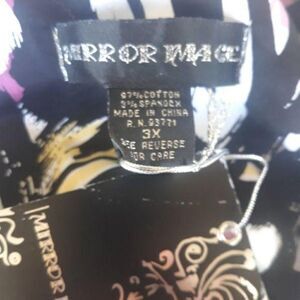 MIRROR IMAGE
97% COTTON
3% SPANDEX
MADE IN CHINA
R.N. 93771
3X
SEE REVERSE
FOR CARE
MIRROR